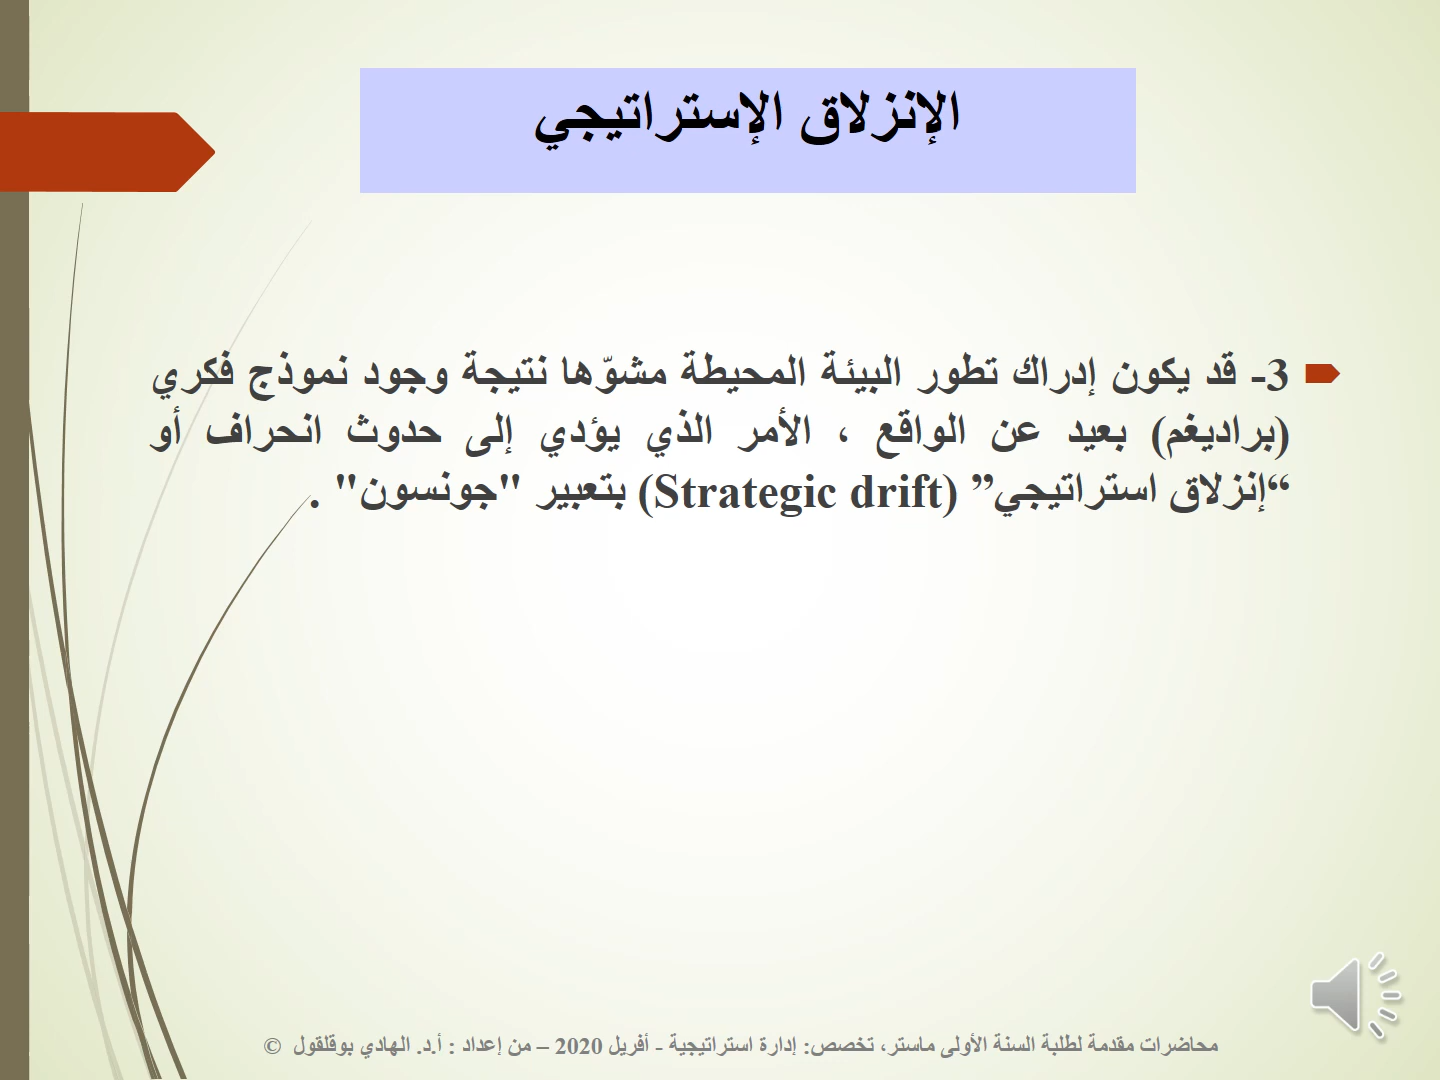 الإنزلاق الإستراتيجي
3- قد يكون إدراك تطور البيئة المحيطة مشوّها نتيجة وجود نموذج فكري
(براديغم) بعيد عن الواقع ، الأمر الذي يؤدي إلى حدوث انحراف أو
“إنزلاق استراتيجي” (Strategic drift) بتعبير "جونسون" .
محاضرات مقدمة لطلبة السنة الأولى ماستر، تخصص: إدارة استراتيجية - أفريل 2020 – من إعداد : أ.د. الهادي بوقلقول ©